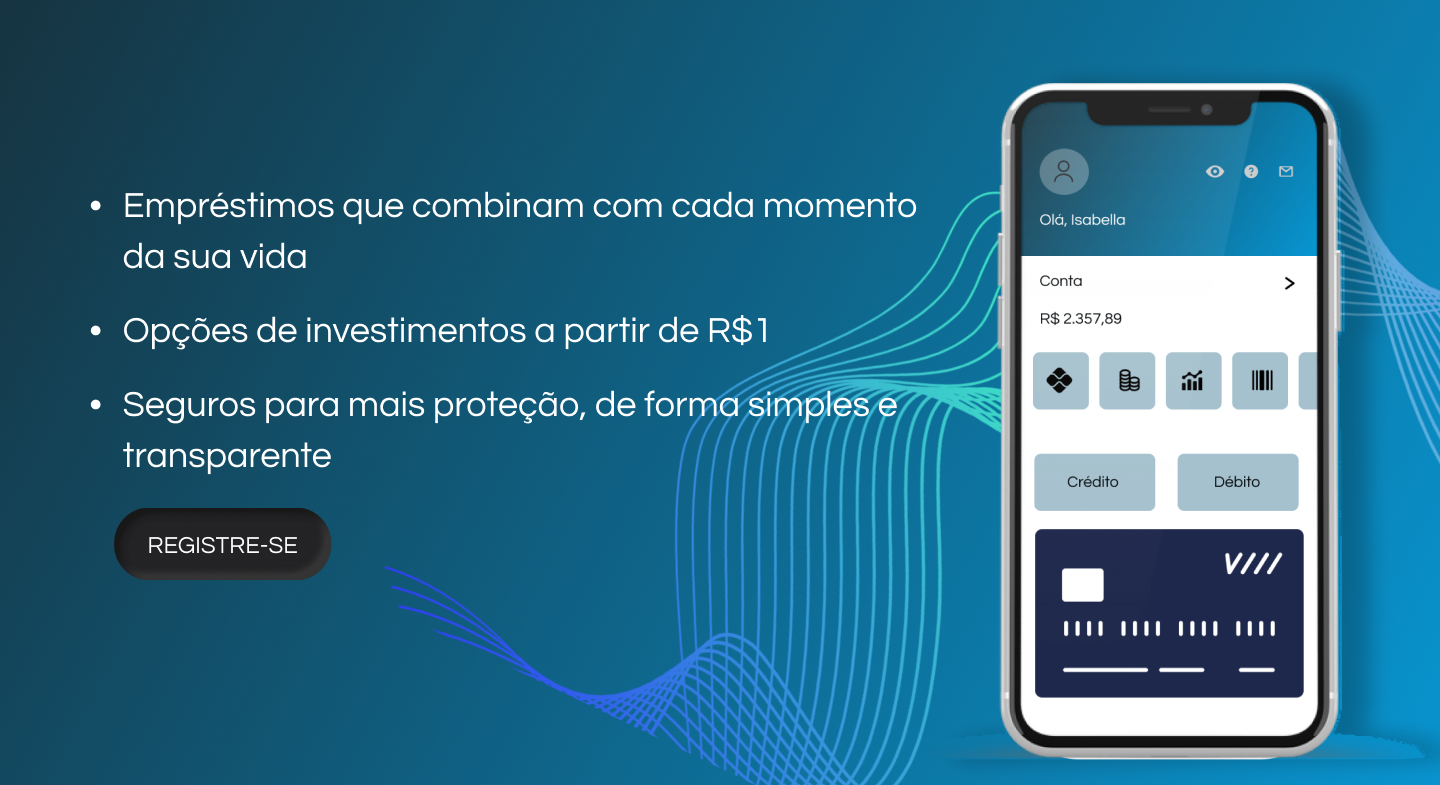 • Empréstimos que combinam com cada momento
da sua vida
• Opções de investimentos a partir de R$1
• Seguros para mais proteção, de forma simples e
transparente
REGISTRE-SE
Olá, Isabella
Conta
R$ 2.357,89
Crédito
Débito